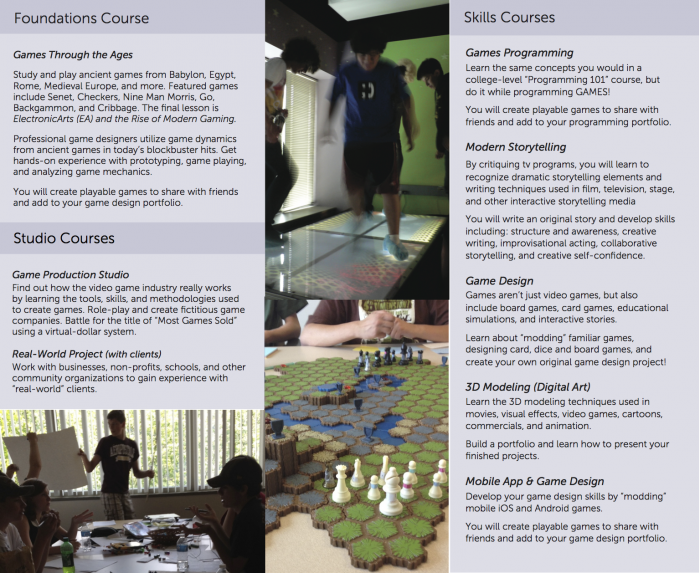 Foundations Course
Games Through the Ages
Study and play ancient games from Babylon, Egypt,
Rome, Medieval Europe, and more. Featured games
include Senet, Checkers, Nine Man Morris, Go,
Backgammon, and Cribbage. The final lesson is
ElectronicArts (EA) and the Rise of Modern Gaming.
Professional game designers utilize game dynamics
from ancient games in today's blockbuster hits. Get
hands-on experience with prototyping, game playing,
and analyzing game mechanics.
You will create playable games to share with friends
and add to your game design portfolio.
Studio Courses
Game Production Studio
Find out how the video game industry really works
by learning the tools, skills, and methodologies used
to create games. Role-play and create fictitious game
companies. Battle for the title of "Most Games Sold"
using a virtual-dollar system.
Real-World Project (with clients)
Work with businesses, non-profits, schools, and other
community organizations to gain experience with
"real-world" clients.
Skills Courses
Games Programming
Learn the same concepts you would in a
college-level "Programming 101" course, but
do it while programming GAMES!
You will create playable games to share with
friends and add to your programming portfolio.
Modern Storytelling
By critiquing tv programs, you will learn to
recognize dramatic storytelling elements and
writing techniques used in film, television, stage,
and other interactive storytelling media
You will write an original story and develop skills
including: structure and awareness, creative
writing, improvisational acting, collaborative
storytelling, and creative self-confidence.
Game Design
Games aren't just video games, but also
include board games, card games, educational
simulations, and interactive stories.
Learn about "modding" familiar games,
designing card, dice and board games, and
create your own original game design project!
3D Modeling (Digital Art)
Learn the 3D modeling techniques used in
movies, visual effects, video games, cartoons,
commercials, and animation.
Build a portfolio and learn how to present your
finished projects.
Mobile App & Game Design
Develop your game design skills by "modding"
mobile iOS and Android games.
You will create playable games to share with
friends and add to your game design portfolio.